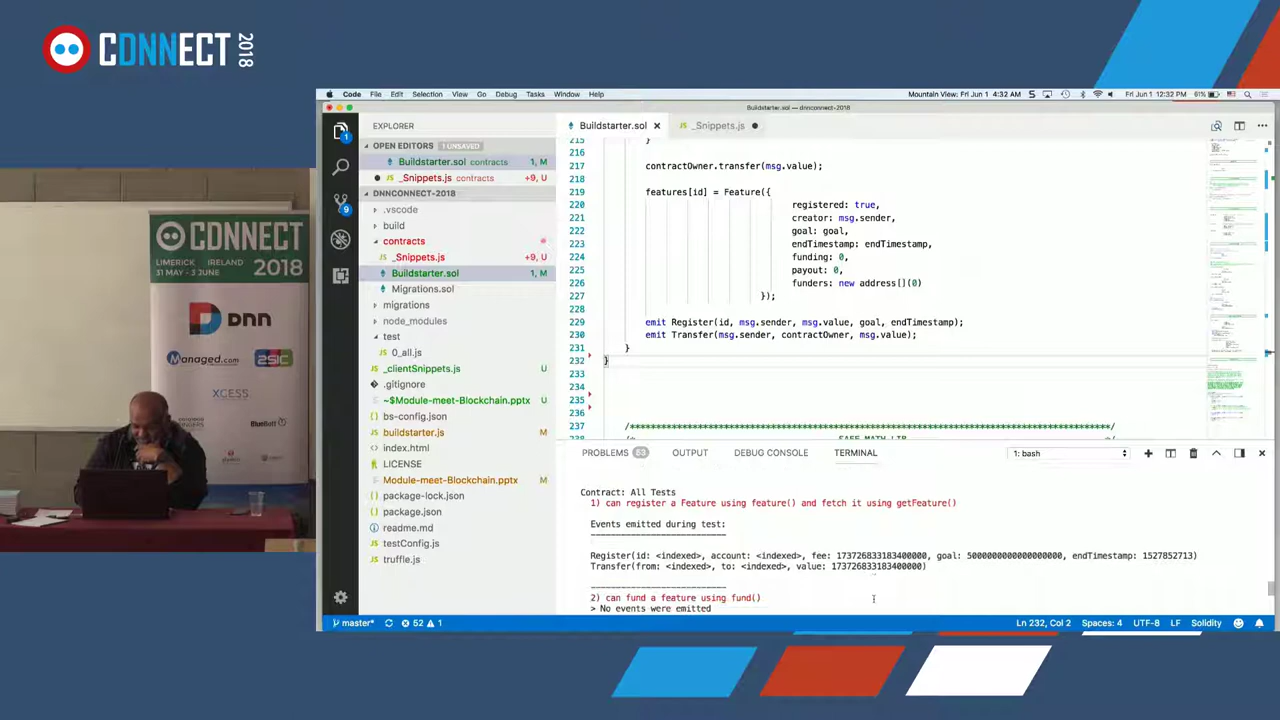 CDNNECT 2018
Code File Edit Selection View Go Debug Tasks Window Help
Mountain View: Fri Jun 1 4:32 AM
Fri Jun 1 12:32 PM
61%
Buildstarter.sol — dnnconnect-2018
EXPLORER
Buildstarter.sol
_Snippets.js
OPEN EDITORS 1 UNSAVED
Buildstarter.sol contracts 1, M
_Snippets.js contracts +9, U
DNNCONNECT-2018
.vscode
build
contracts
_Snippets.js +9, U
Buildstarter.sol 1, M
Migrations.sol
migrations
node_modules
test
0_all.js
_clientSnippets.js U
.gitignore
~$Module-meet-Blockchain.pptx U
bs-config.json
buildstarter.js M
index.html
LICENSE
Module-meet-Blockchain.pptx M
package-lock.json
package.json
readme.md
testConfig.js
truffle.js
215 }
216
217 contractOwner.transfer(msg.value);
218
219 features[id] = Feature({
220 registered: true,
221 creator: msg.sender,
222 goal: goal,
223 endTimestamp: endTimestamp,
224 funding: 0,
225 payout: 0,
226 funders: new address[](0)
227 });
228
229 emit Register(id, msg.sender, msg.value, goal, endTimestamp);
230 emit Transfer(msg.sender, contractOwner, msg.value);
231 }
232 }
233
234
235
236
237 /*
238 SAFE MATH LIB
PROBLEMS 53 OUTPUT DEBUG CONSOLE TERMINAL 1: bash
Contract: All Tests
1) can register a Feature using feature() and fetch it using getFeature()
Events emitted during test:
---------------------------
Register(id: <indexed>, account: <indexed>, fee: 173726833183400000, goal: 5000000000000000000, endTimestamp: 1527852713)
Transfer(from: <indexed>, to: <indexed>, value: 173726833183400000)
---------------------------
2) can fund a feature using fund()
> No events were emitted
master* 52 1
Ln 232, Col 2 Spaces: 4 UTF-8 LF Solidity
CDNNECT
LIMERICK IRELAND
31 MAY - 3 JUNE 2018
dnn
Managed.com
2SIC
XCESS
BlueBolt